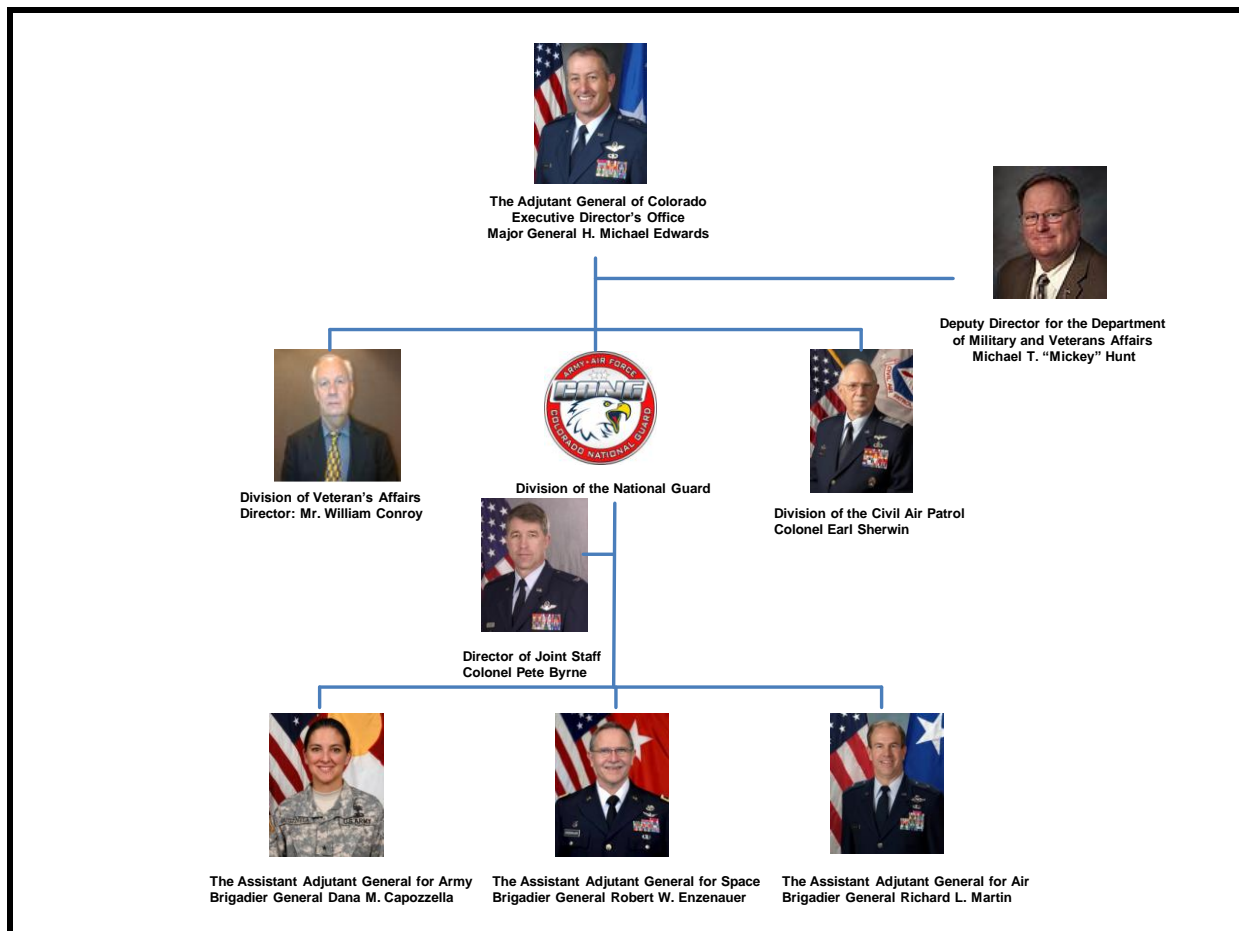 The Adjutant General of Colorado
Executive Director's Office
Major General H. Michael Edwards
Deputy Director for the Department
of Military and Veterans Affairs
Michael T. “Mickey” Hunt
ARMY•AIR FORCE
CONG
COLORADO NATIONAL GUARD
Division of Veteran's Affairs
Director: Mr. William Conroy
Division of the National Guard
Division of the Civil Air Patrol
Colonel Earl Sherwin
Director of Joint Staff
Colonel Pete Byrne
U.S. ARMY
The Assistant Adjutant General for Army
Brigadier General Dana M. Capozzella
The Assistant Adjutant General for Space
Brigadier General Robert W. Enzenauer
The Assistant Adjutant General for Air
Brigadier General Richard L. Martin